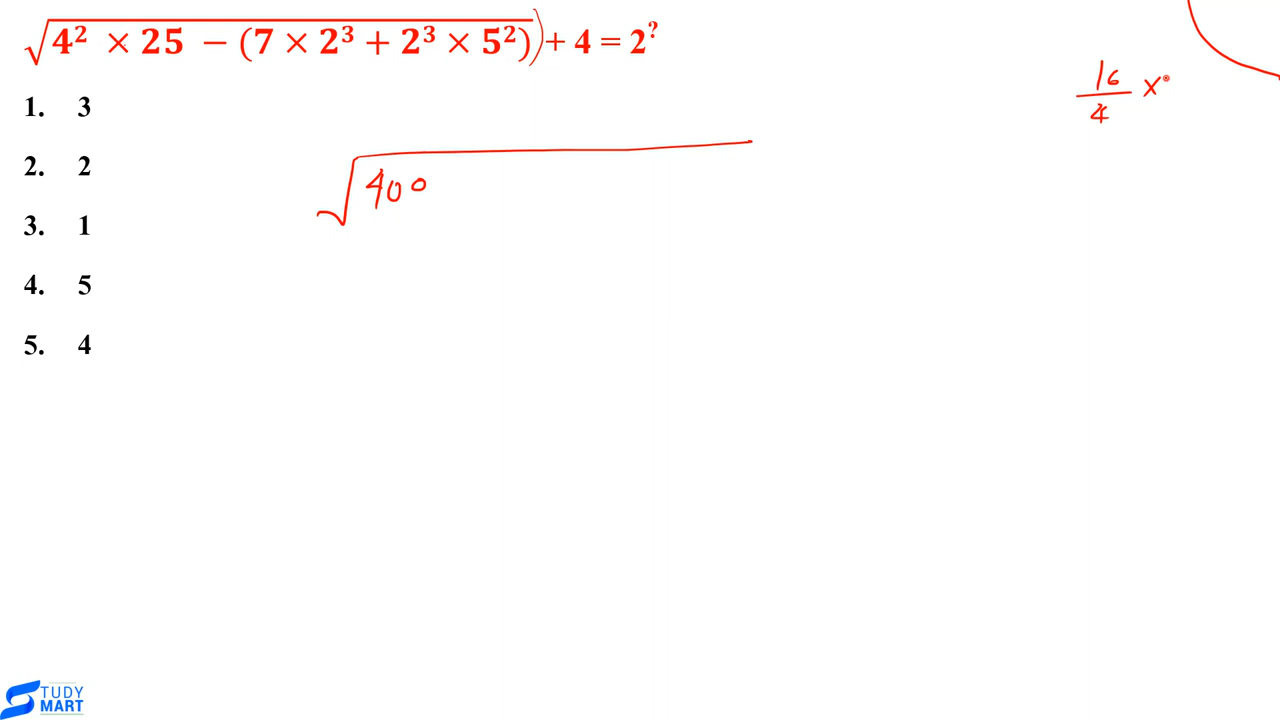 √4² × 25 − (7 × 2³ + 2³ × 5²)) + 4 = 2^?
16
4 ×
1. 3
√400
2. 2
3. 1
4. 5
5. 4
STUDY
MART